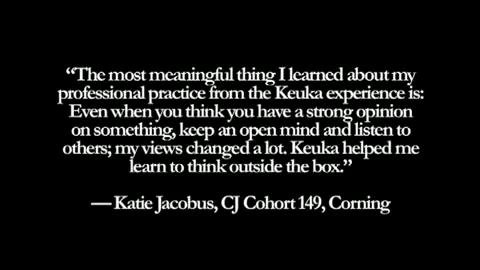 “The most meaningful thing I learned about my
professional practice from the Keuka experience is:
Even when you think you have a strong opinion
on something, keep an open mind and listen to
others; my views changed a lot. Keuka helped me
learn to think outside the box.”
— Katie Jacobus, CJ Cohort 149, Corning